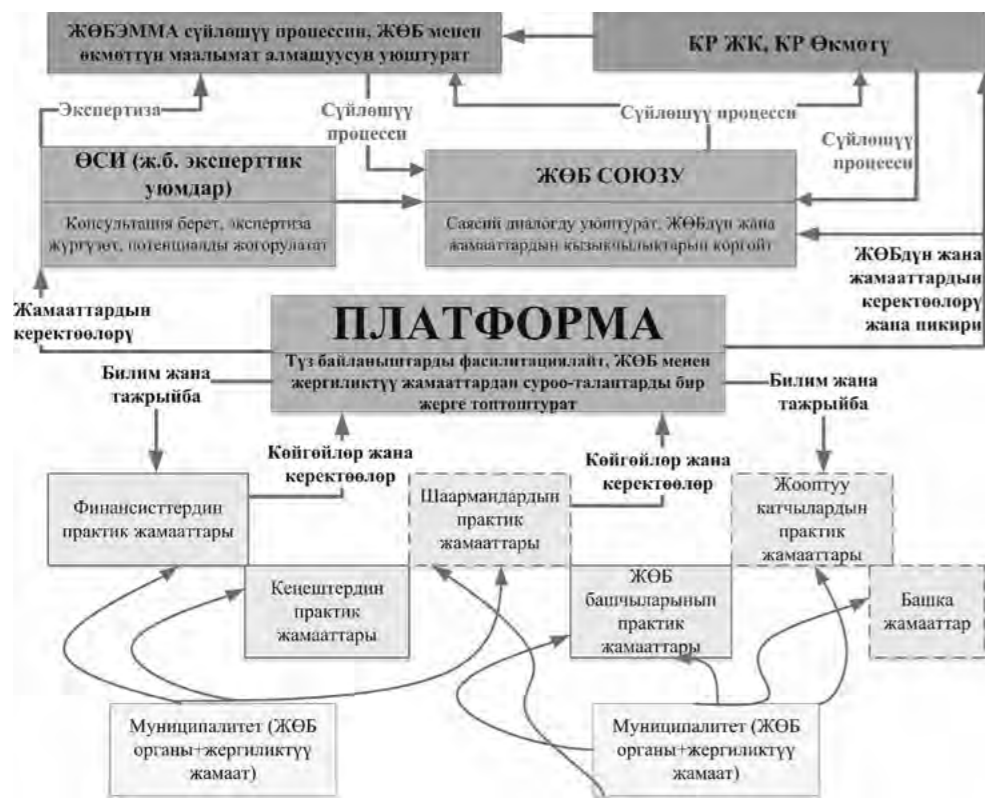 ЖӨБЭММА сүйлөшүү процессин, ЖӨБ менен
өкмөттүн маалымат алмашуусун уюштурат
КР ЖК, КР Өкмөтү
Экспертиза
Сүйлөшүү
процесси
Сүйлөшүү процесси
Сүйлөшүү
процесси
ӨСИ (ж.б. эксперттик
уюмдар)
Консультация берет, экспертиза
жүргүзөт, потенциалды жогорулатат
ЖӨБ СОЮЗУ
Саясий диалогду уюштурат, ЖӨБдүн жана
жамааттардын кызыкчылыктарын коргойт
Жамааттардын
керектөөлөрү
ЖӨБдүн жана
жамааттардын
керектөөлөрү
жана пикири
ПЛАТФОРМА
Түз байланыштарды фасилитациялайт, ЖӨБ менен
жергиликтүү жамааттардан суроо-талаптарды бир
жерге топтоштурат
Билим жана
тажрыйба
Билим жана
тажрыйба
Көйгөйлөр жана
керектөөлөр
Көйгөйлөр жана
керектөөлөр
Финансисттердин
практик жамааттары
Шаармандардын
практик
жамааттары
Жооптуу
катчылардын
практик
жамааттары
Кеңештердин
практик
жамааттары
ЖӨБ
башчыларынын
практик
жамааттары
Башка
жамааттар
Муниципалитет (ЖӨБ
органы+жергиликтүү
жамаат)
Муниципалитет (ЖӨБ
органы+жергиликтүү
жамаат)